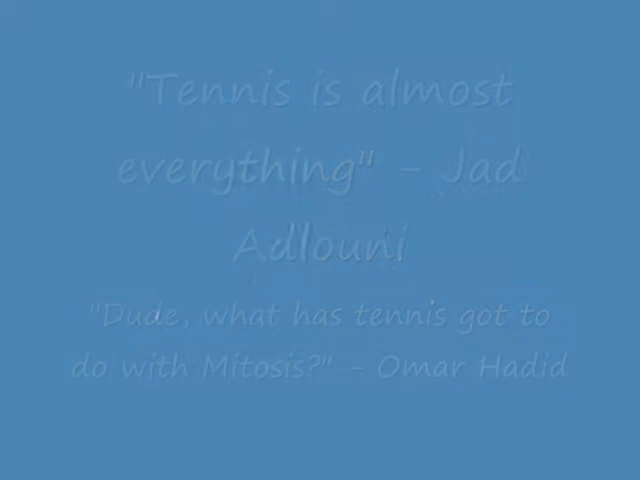 "Tennis is almost
everything" - Jad
Adlouni
"Dude, what has tennis got to
do with Mitosis?" - Omar Hadid